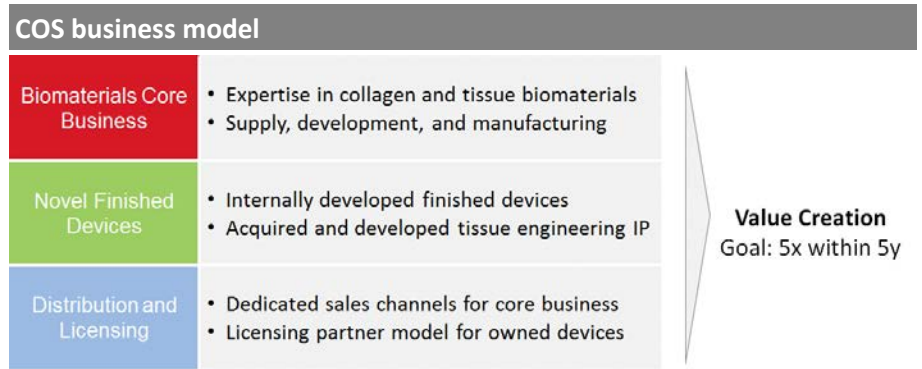 COS business model
Biomaterials Core
Business
• Expertise in collagen and tissue biomaterials
• Supply, development, and manufacturing
Novel Finished
Devices
• Internally developed finished devices
• Acquired and developed tissue engineering IP
Distribution and
Licensing
• Dedicated sales channels for core business
• Licensing partner model for owned devices
Value Creation
Goal: 5x within 5y